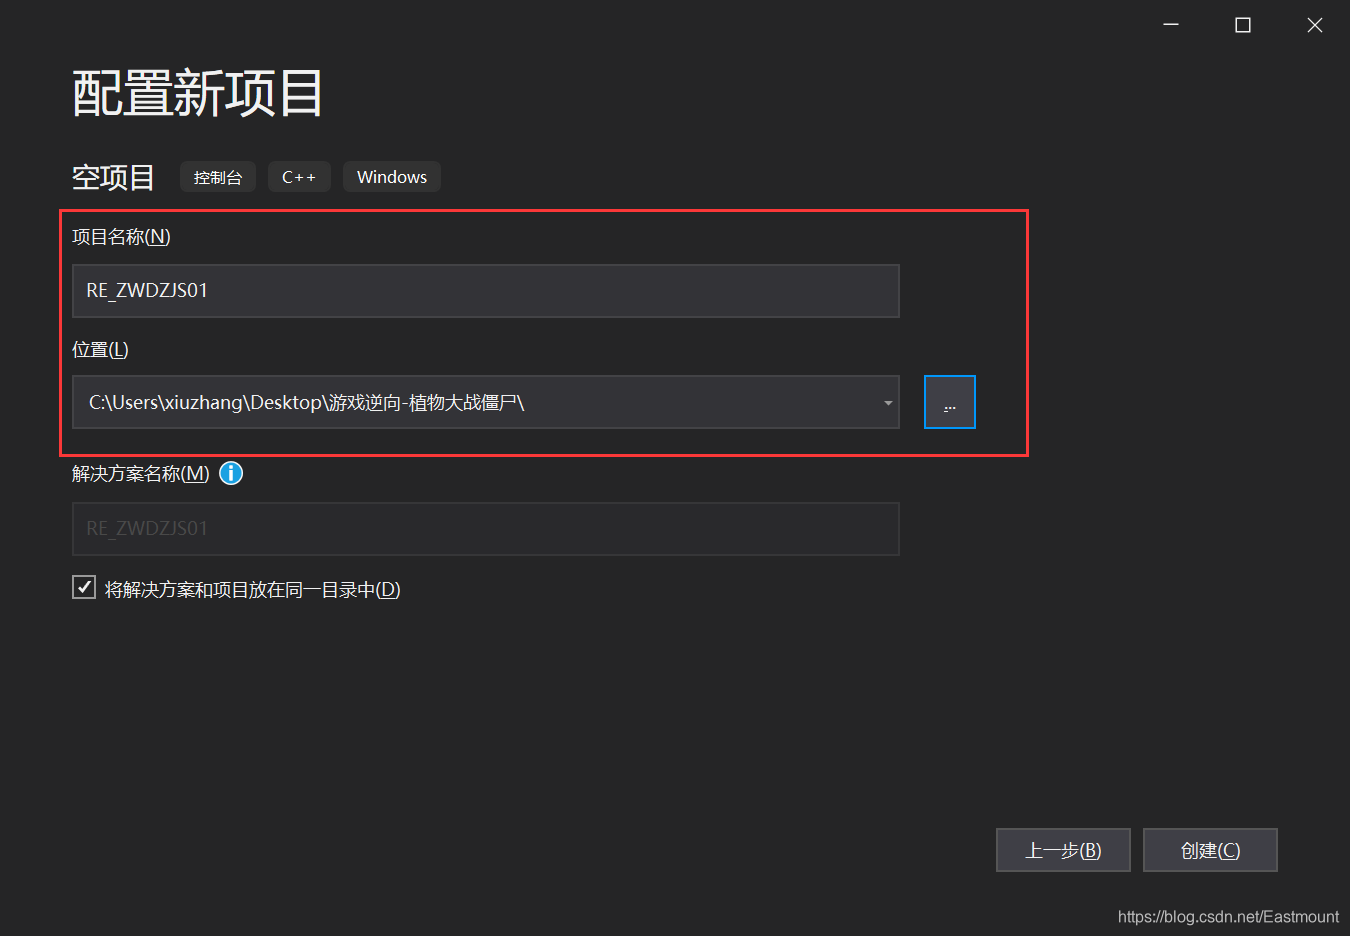 配置新项目
空项目 控制台 C++ Windows
项目名称(N)
RE_ZWDZJS01
位置(L)
C:\Users\xiuzhang\Desktop\游戏逆向-植物大战僵尸\
...
解决方案名称(M)
RE_ZWDZJS01
将解决方案和项目放在同一目录中(D)
上一步(B) 创建(C)
https://blog.csdn.net/Eastmount